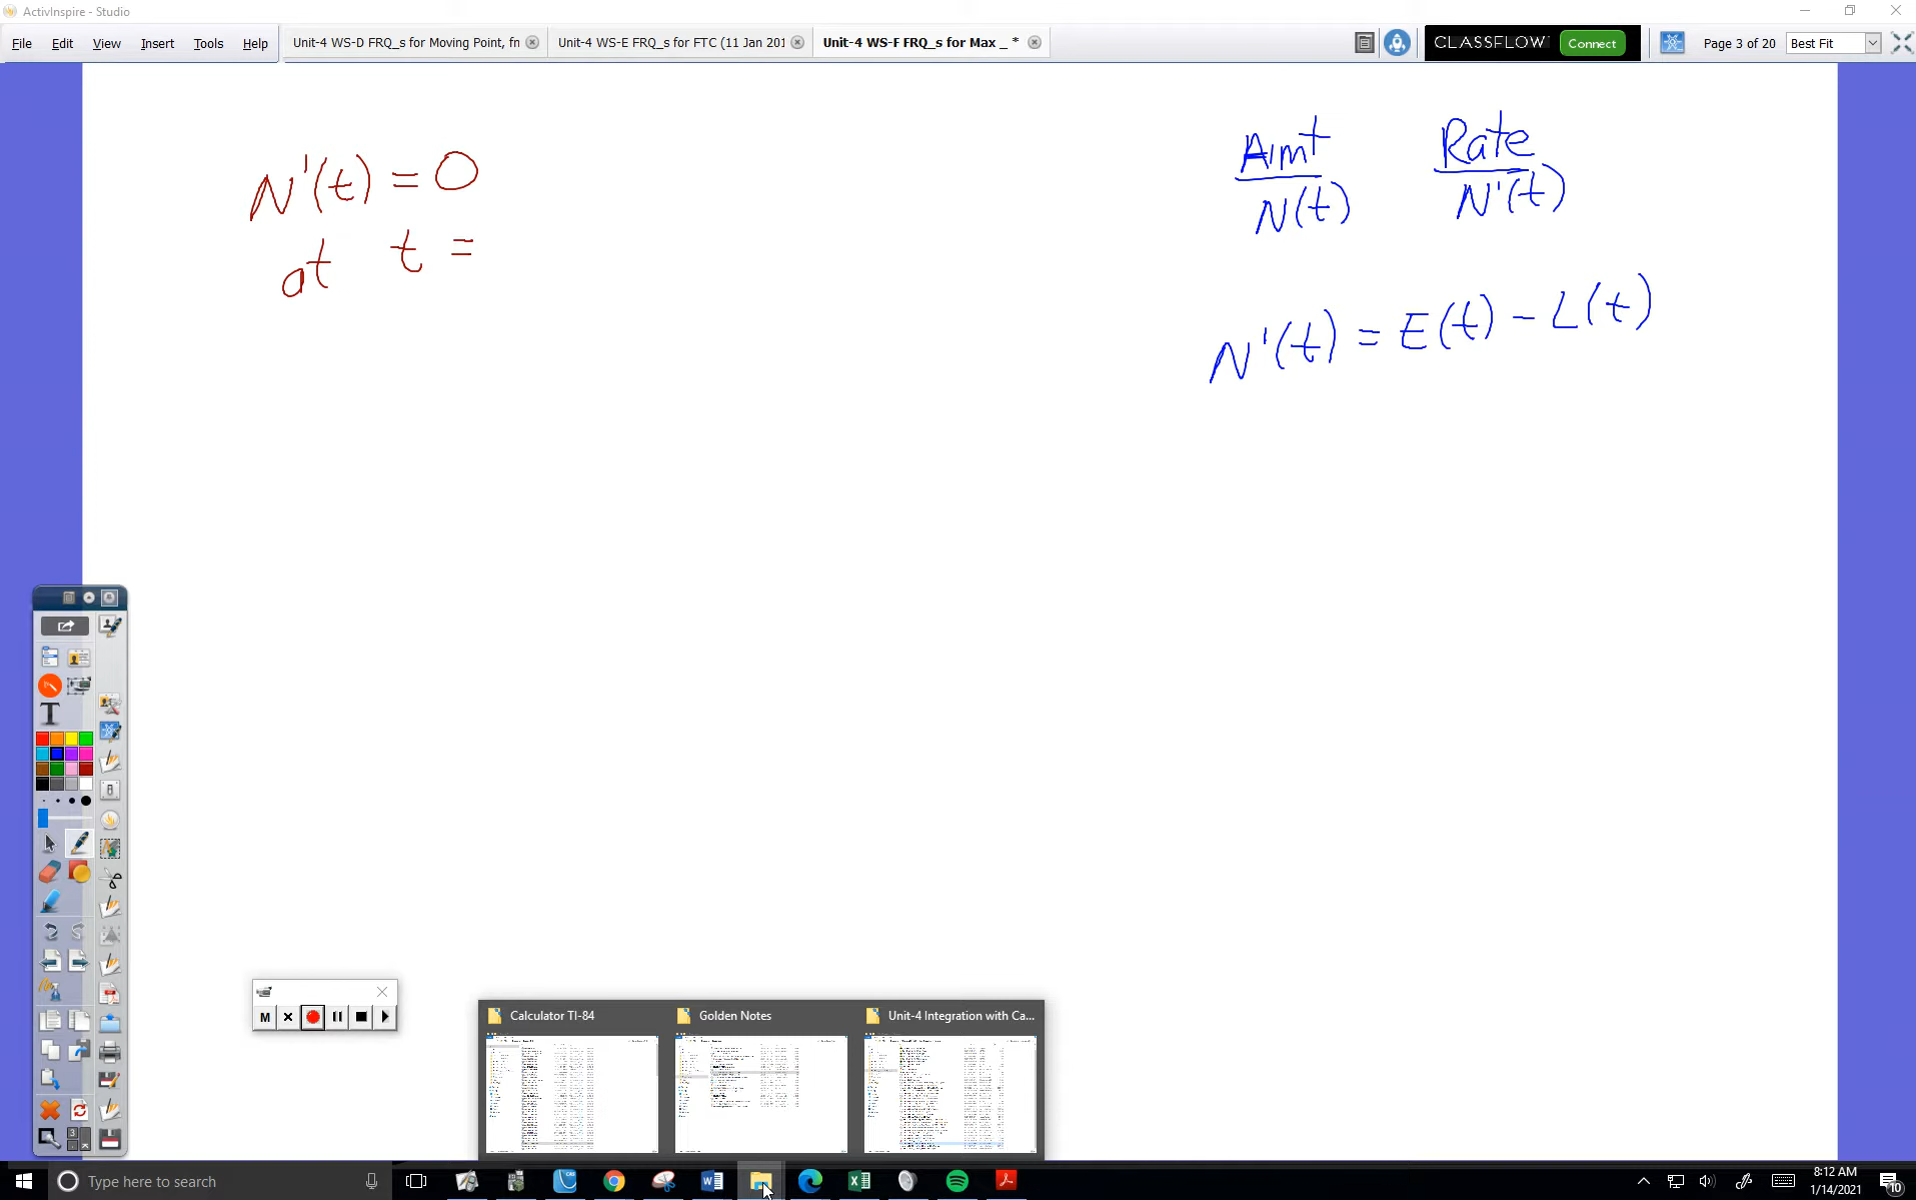 ActivInspire - Studio
File Edit View Insert Tools Help
Unit-4 WS-D FRQ_s for Moving Point, fn
Unit-4 WS-E FRQ_s for FTC (11 Jan 201
Unit-4 WS-F FRQ_s for Max _ *
CLASSFLOW Connect
Page 3 of 20
Best Fit
N'(t) = 0
at t =
Amt Rate
N(t) N'(t)
N'(t) = E(t) - L(t)
T
M
Calculator TI-84
Golden Notes
Unit-4 Integration with Ca...
Type here to search
8:12 AM
1/14/2021
10